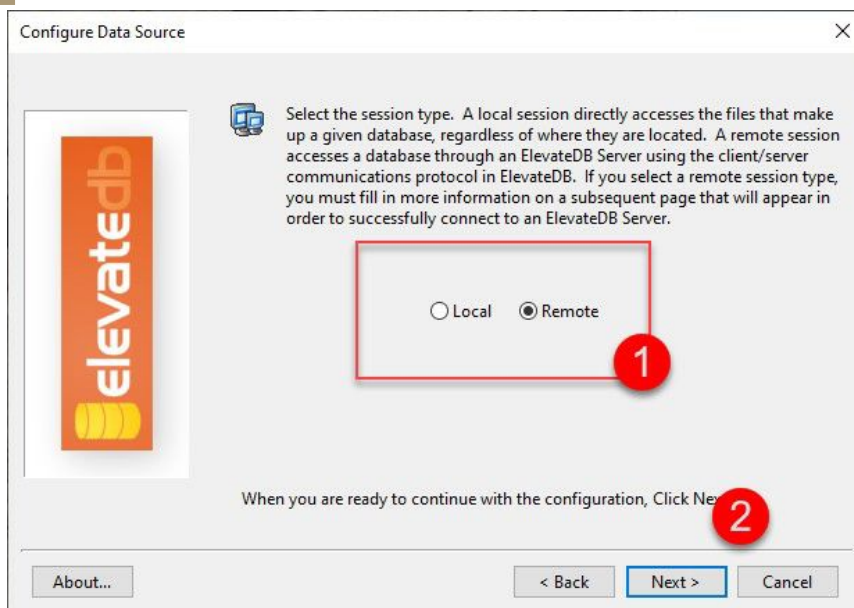 Configure Data Source
elevatedb
Select the session type. A local session directly accesses the files that make
up a given database, regardless of where they are located. A remote session
accesses a database through an ElevateDB Server using the client/server
communications protocol in ElevateDB. If you select a remote session type,
you must fill in more information on a subsequent page that will appear in
order to successfully connect to an ElevateDB Server.
Local Remote
1
When you are ready to continue with the configuration, Click
2
About... < Back Next > Cancel